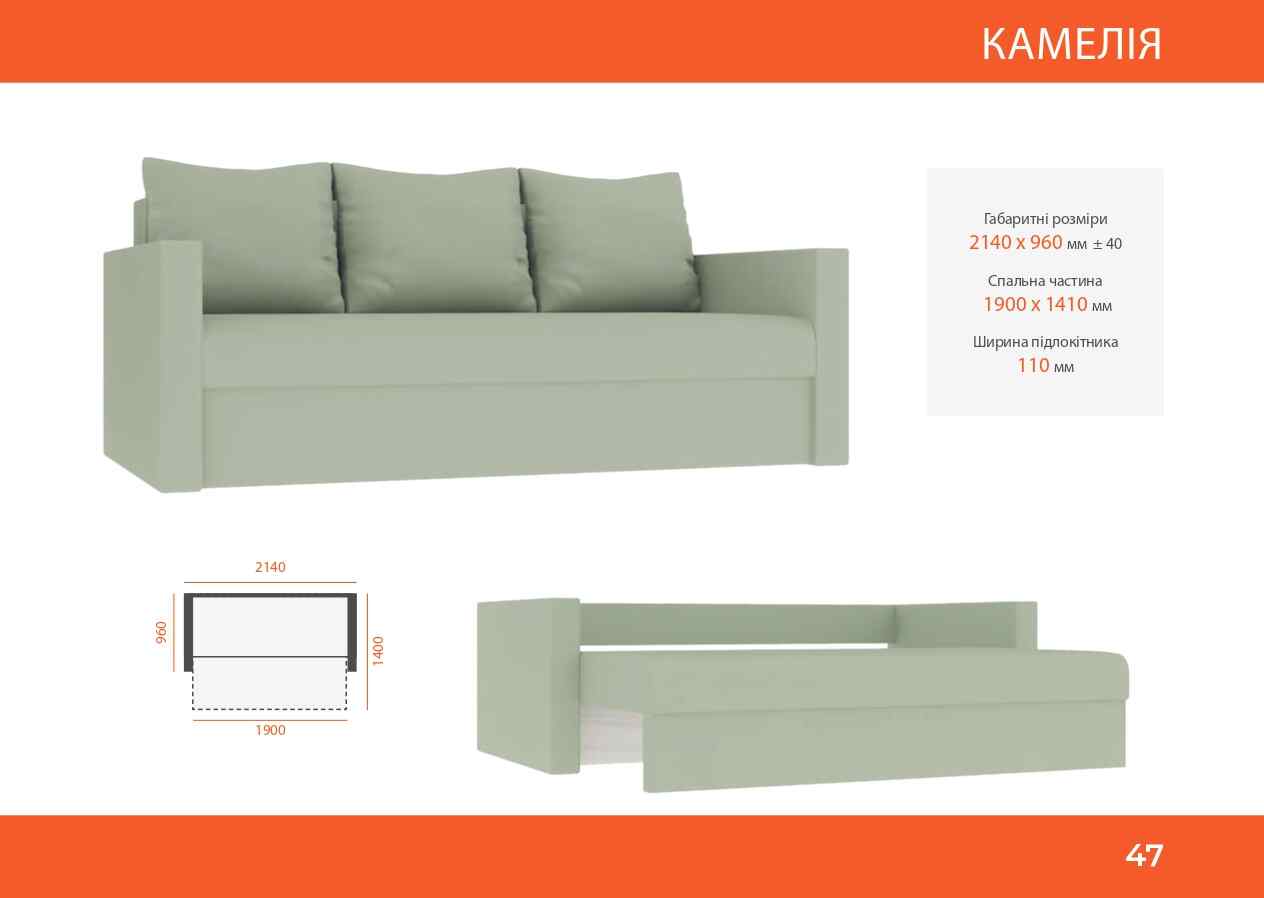 КАМЕЛІЯ
Габаритні розміри
2140 х 960 мм ± 40
Спальна частина
1900 х 1410 мм
Ширина підлокітника
110 мм
2140
960
1400
1900
47